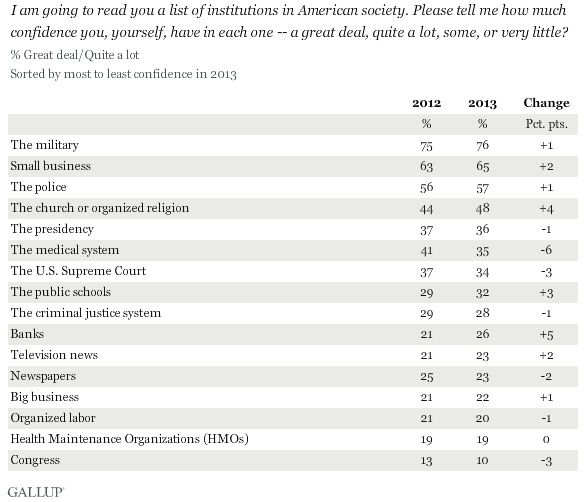 I am going to read you a list of institutions in American society. Please tell me how much
confidence you, yourself, have in each one -- a great deal, quite a lot, some, or very little?
% Great deal/Quite a lot
Sorted by most to least confidence in 2013
2012 2013 Change
% % Pct. pts.
The military 75 76 +1
Small business 63 65 +2
The police 56 57 +1
The church or organized religion 44 48 +4
The presidency 37 36 -1
The medical system 41 35 -6
The U.S. Supreme Court 37 34 -3
The public schools 29 32 +3
The criminal justice system 29 28 -1
Banks 21 26 +5
Television news 21 23 +2
Newspapers 25 23 -2
Big business 21 22 +1
Organized labor 21 20 -1
Health Maintenance Organizations (HMOs) 19 19 0
Congress 13 10 -3
GALLUP